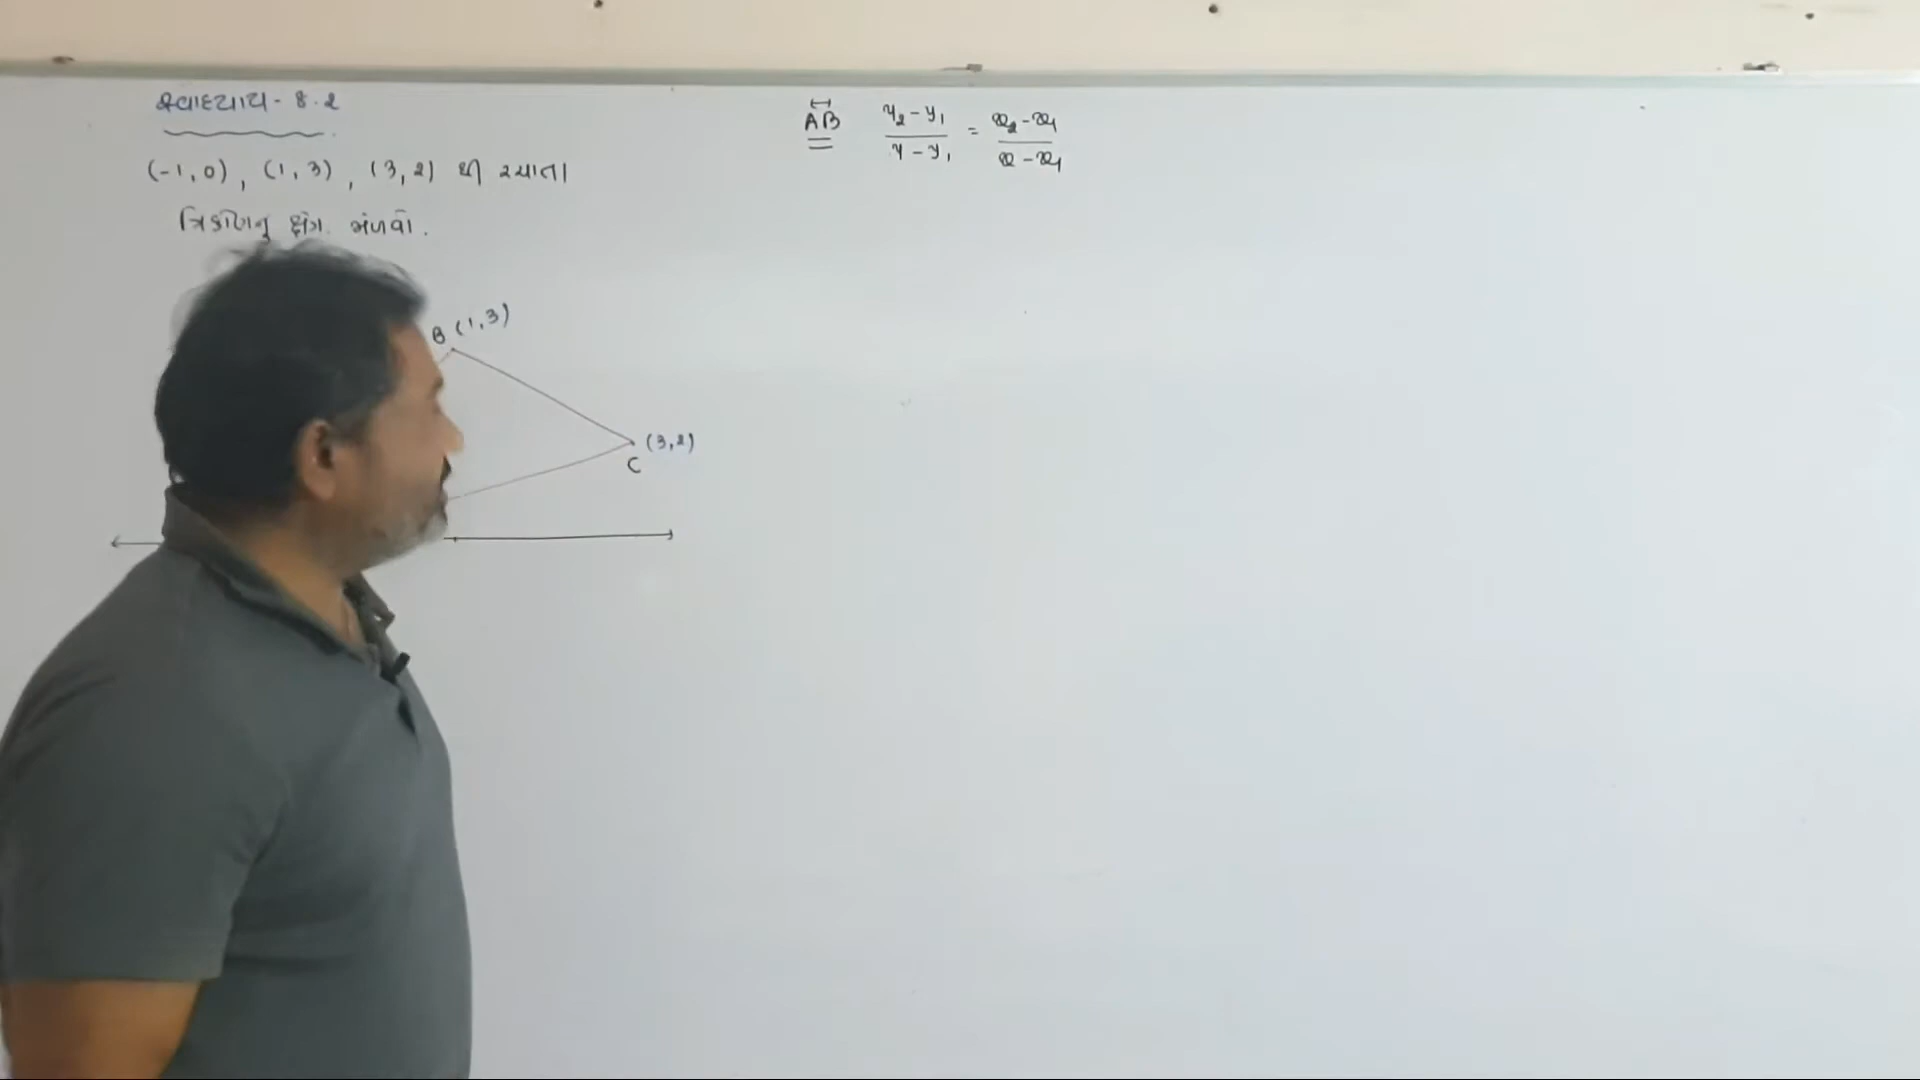 સ્વાધ્યાય - 8.2
(-1, 0), (1, 3), (3, 2) થી રચાતા
ત્રિકોણનુ ક્ષેત્ર. મેળવો.
B (1, 3)
(3, 2)
C
AB (y₂ - y₁)/(y - y₁) = (x₂ - x₁)/(x - x₁)